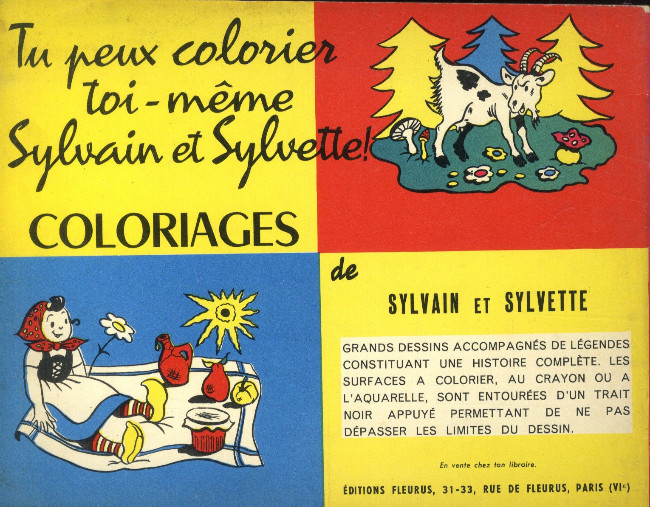 Tu peux colorier
toi-même
Sylvain et Sylvette!
COLORIAGES
de
SYLVAIN ET SYLVETTE
GRANDS DESSINS ACCOMPAGNÉS DE LÉGENDES
CONSTITUANT UNE HISTOIRE COMPLÈTE. LES
SURFACES A COLORIER, AU CRAYON OU A
L'AQUARELLE, SONT ENTOURÉES D'UN TRAIT
NOIR APPUYÉ PERMETTANT DE NE PAS
DÉPASSER LES LIMITES DU DESSIN.
En vente chez ton libraire.
ÉDITIONS FLEURUS, 31-33, RUE DE FLEURUS, PARIS (VIe)